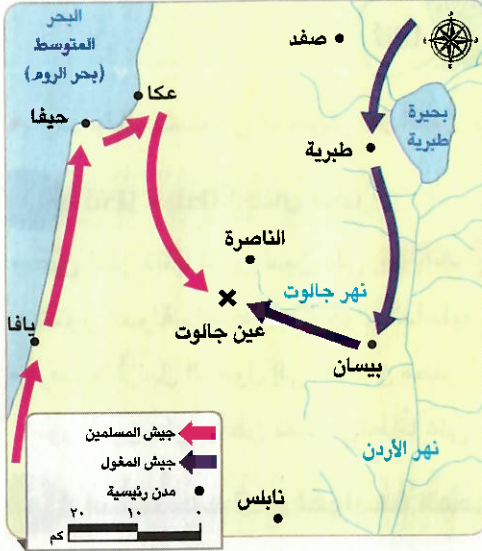 البحر
المتوسط
(بحر الروم)
صفد
عكا
حيفا
بحيرة
طبرية
طبرية
الناصرة
نهر جالوت
عين جالوت
يافا
بيسان
نهر الأردن
جيش المسلمين
جيش المغول
مدن رئيسية
٢٠ ١٠
كم
نابلس